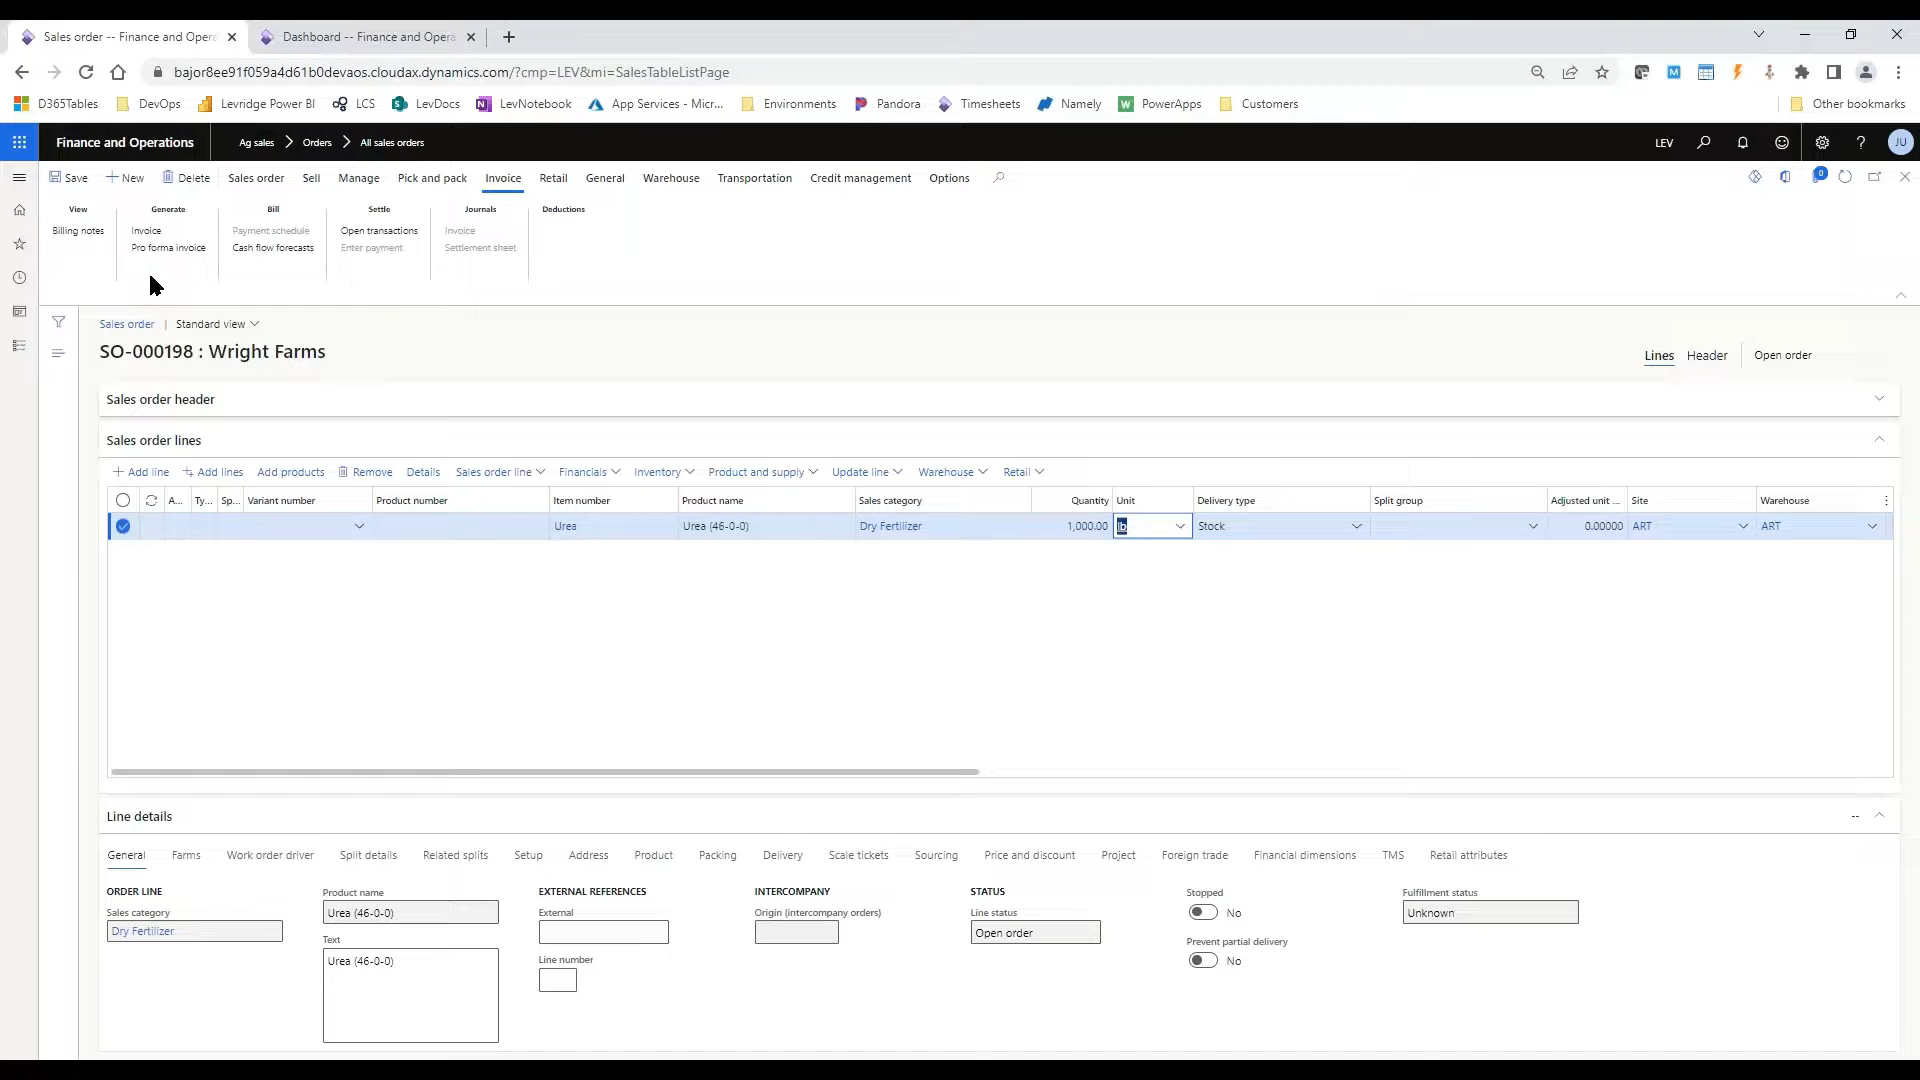 Sales order -- Finance and Opera
Dashboard -- Finance and Opera
bajor8ee91f059a4d61b0devaos.cloudax.dynamics.com/?cmp=LEV&mi=SalesTableListPage
D365Tables DevOps Levridge Power BI LCS LevDocs LevNotebook App Services - Micr... Environments Pandora Timesheets Namely PowerApps Customers Other bookmarks
Finance and Operations Ag sales Orders All sales orders LEV JU
Save New Delete Sales order Sell Manage Pick and pack Invoice Retail General Warehouse Transportation Credit management Options 0
View Generate Bill Settle Journals Deductions
Billing notes Invoice Payment schedule Open transactions Invoice
Pro forma invoice Cash flow forecasts Enter payment Settlement sheet
Sales order | Standard view
SO-000198 : Wright Farms
Lines Header Open order
Sales order header
Sales order lines
Add line Add lines Add products Remove Details Sales order line Financials Inventory Product and supply Update line Warehouse Retail
A... Ty... Sp... Variant number Product number Item number Product name Sales category Quantity Unit Delivery type Split group Adjusted unit ... Site Warehouse
Urea Urea (46-0-0) Dry Fertilizer 1,000.00 lb Stock 0.00000 ART ART
Line details --
General Farms Work order driver Split details Related splits Setup Address Product Packing Delivery Scale tickets Sourcing Price and discount Project Foreign trade Financial dimensions TMS Retail attributes
ORDER LINE Product name EXTERNAL REFERENCES INTERCOMPANY STATUS Stopped Fulfillment status
Sales category Urea (46-0-0) External Origin (intercompany orders) Line status No Unknown
Dry Fertilizer Text Open order Prevent partial delivery
Urea (46-0-0) Line number No